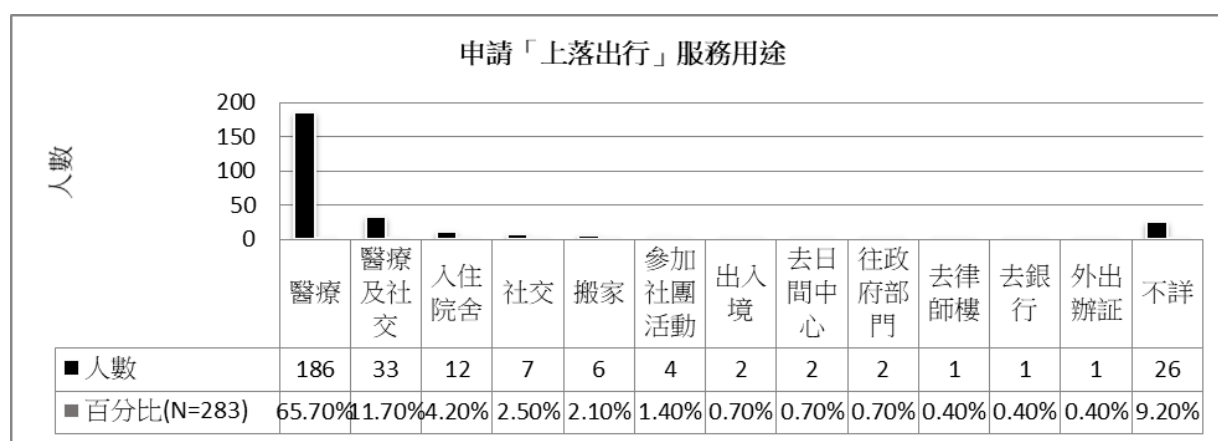 申請「上落出行」服務用途
人數
200
150
100
50
0
醫療
醫療及社交
入住院舍
社交
搬家
參加社團活動
出入境
去日間中心
往政府部門
去律師樓
去銀行
外出辦証
不詳
■人數 186 33 12 7 6 4 2 2 2 1 1 1 26
■百分比(N=283) 65.70% 11.70% 4.20% 2.50% 2.10% 1.40% 0.70% 0.70% 0.70% 0.40% 0.40% 0.40% 9.20%